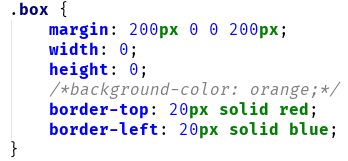 .box {
    margin: 200px 0 0 200px;
    width: 0;
    height: 0;
    /*background-color: orange;*/
    border-top: 20px solid red;
    border-left: 20px solid blue;
}